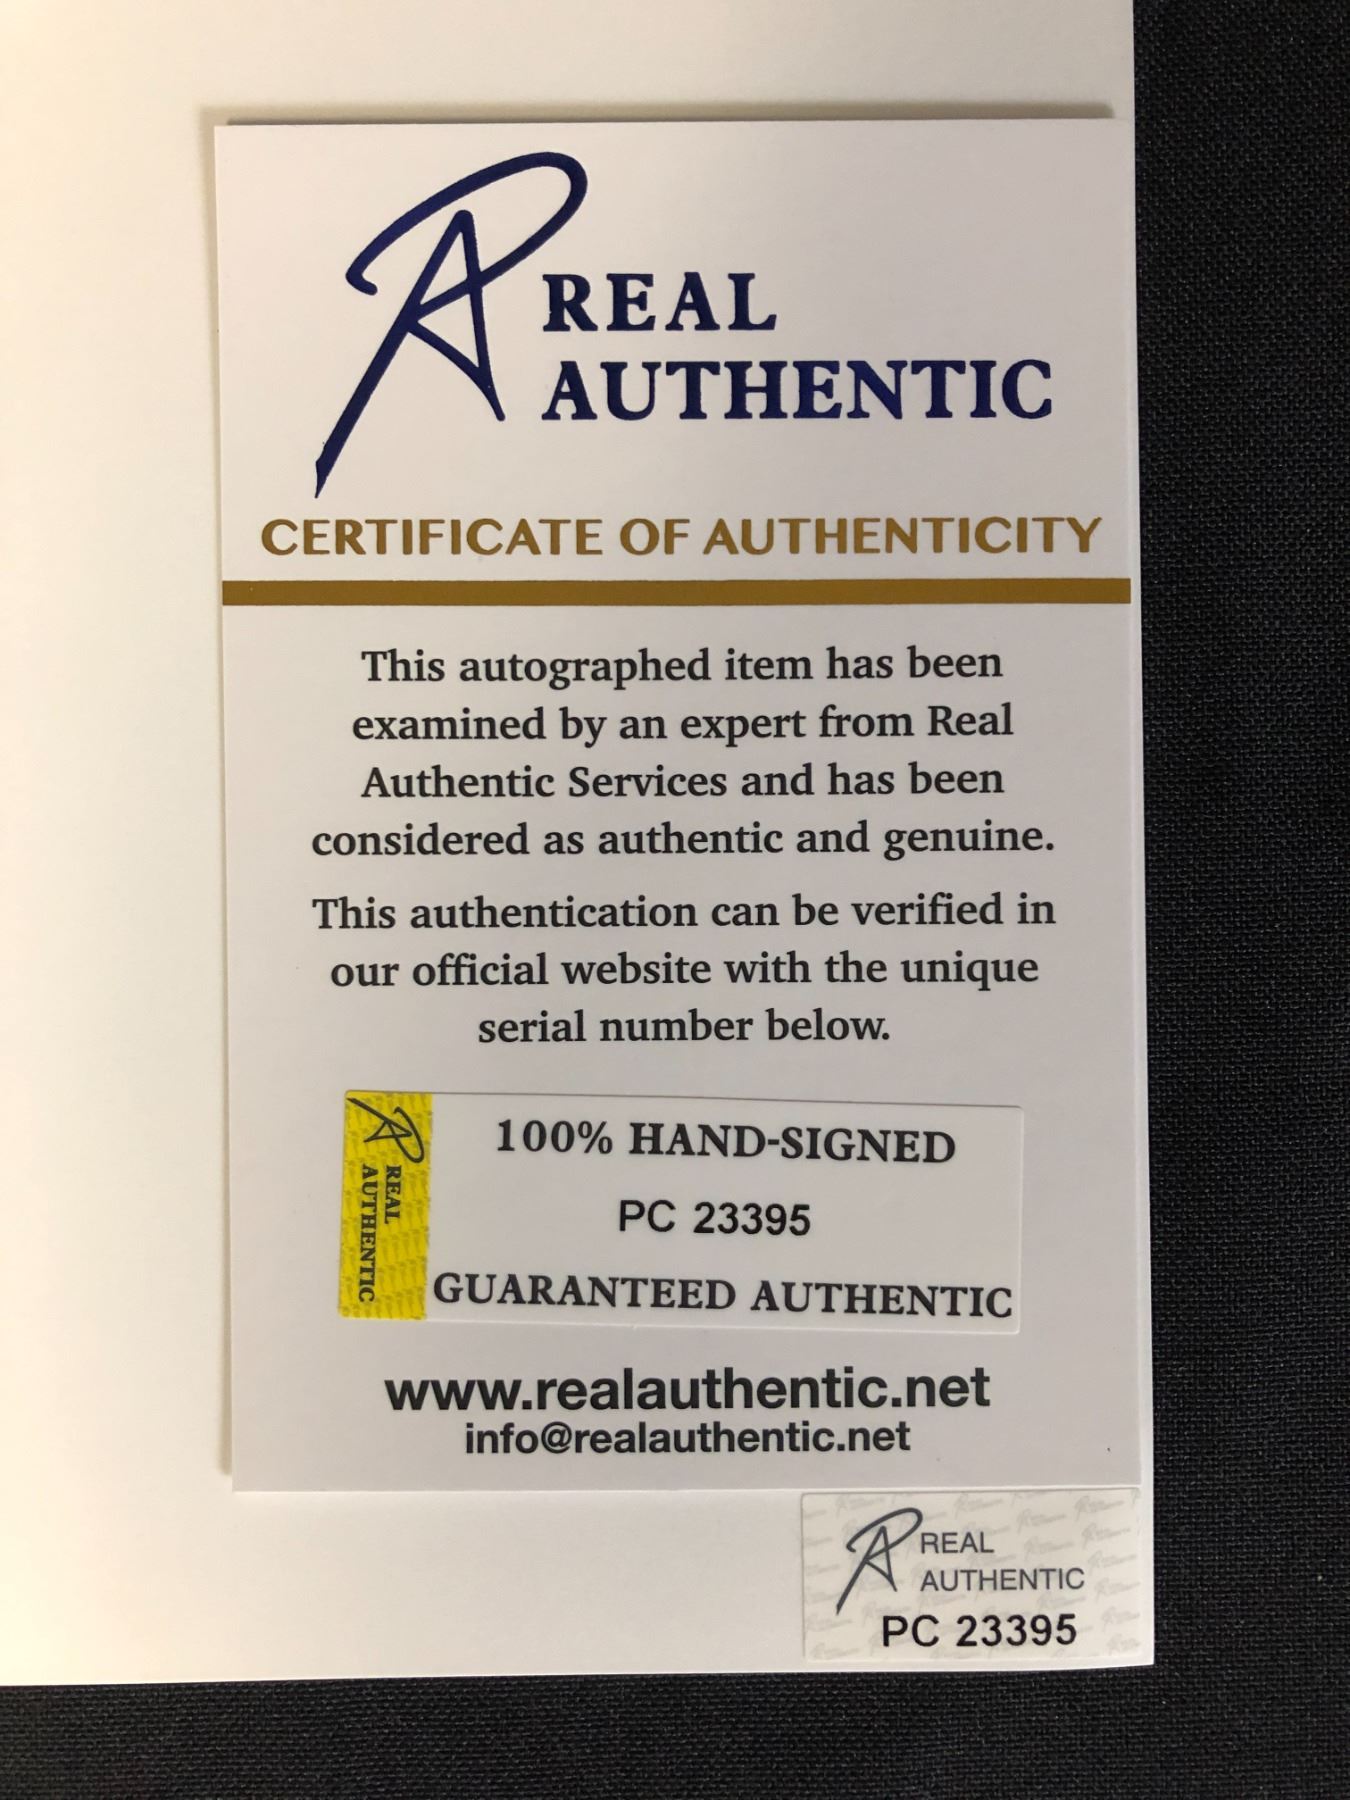 REAL
AUTHENTIC
CERTIFICATE OF AUTHENTICITY
This autographed item has been
examined by an expert from Real
Authentic Services and has been
considered as authentic and genuine.
This authentication can be verified in
our official website with the unique
serial number below.
REAL
AUTHENTIC
100% HAND-SIGNED
PC 23395
GUARANTEED AUTHENTIC
www.realauthentic.net
info@realauthentic.net
REAL
AUTHENTIC
PC 23395